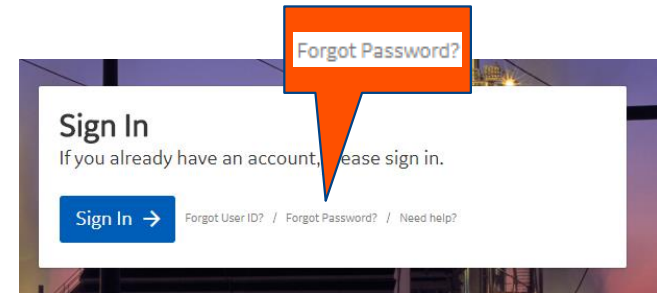 Forgot Password?
Sign In
If you already have an account, please sign in.
Sign In → Forgot User ID? / Forgot Password? / Need help?